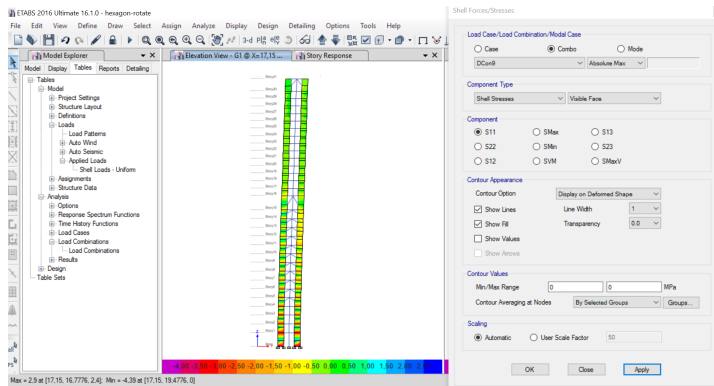 ETABS 2016 Ultimate 16.1.0 - hexagon-rotate
File Edit View Define Draw Select Assign Analyze Display Design Detailing Options Tools Help
3-d
Model Explorer
Elevation View - G1 @ X=17,15 ...
Story Response
Model Display Tables Reports Detailing
Tables
Model
Project Settings
Structure Layout
Definitions
Loads
Load Patterns
Auto Wind
Auto Seismic
Applied Loads
Shell Loads - Uniform
Assignments
Structure Data
Analysis
Options
Response Spectrum Functions
Time History Functions
Load Cases
Load Combinations
Load Combinations
Results
Design
Table Sets
Max = 2.9 at [17,15, 16.7776, 2.4]; Min = -4,39 at [17,15, 19.4776, 0]
Shell Forces/Stresses
Load Case/Load Combination/Modal Case
Case
Combo
Mode
DCon9
Absolute Max
Component Type
Shell Stresses
Visible Face
Component
S11
SMax
S13
S22
SMin
S23
S12
SVM
SMaxV
Contour Appearance
Contour Option
Display on Deformed Shape
Show Lines
Line Width
1
Show Fill
Transparency
0.0
Show Values
Show Arrows
Contour Values
Min/Max Range
0
0
MPa
Contour Averaging at Nodes
By Selected Groups
Groups...
Scaling
Automatic
User Scale Factor
50
OK
Close
Apply